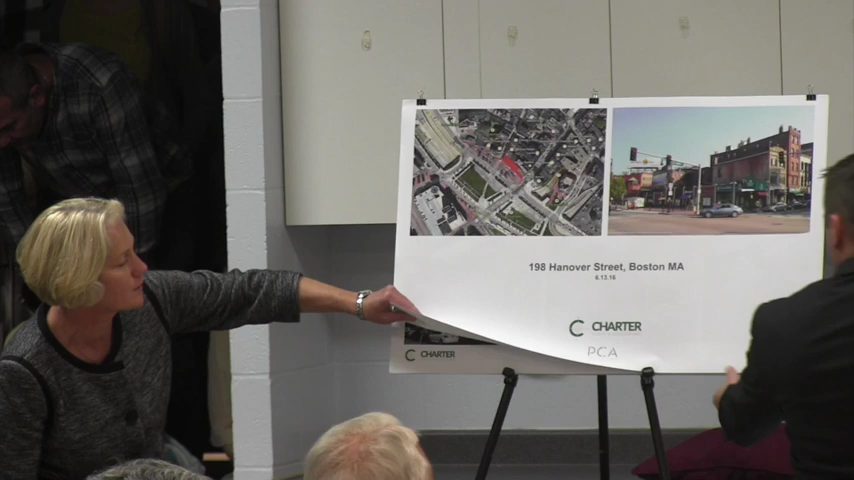 198 Hanover Street, Boston MA
6.13.16
C CHARTER
PCA
C CHARTER